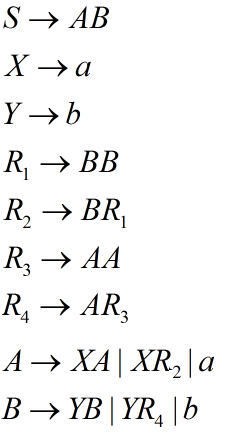 S → AB
X → a
Y → b
R₁ → BB
R₂ → BR₁
R₃ → AA
R₄ → AR₃
A → XA | XR₂ | a
B → YB | YR₄ | b